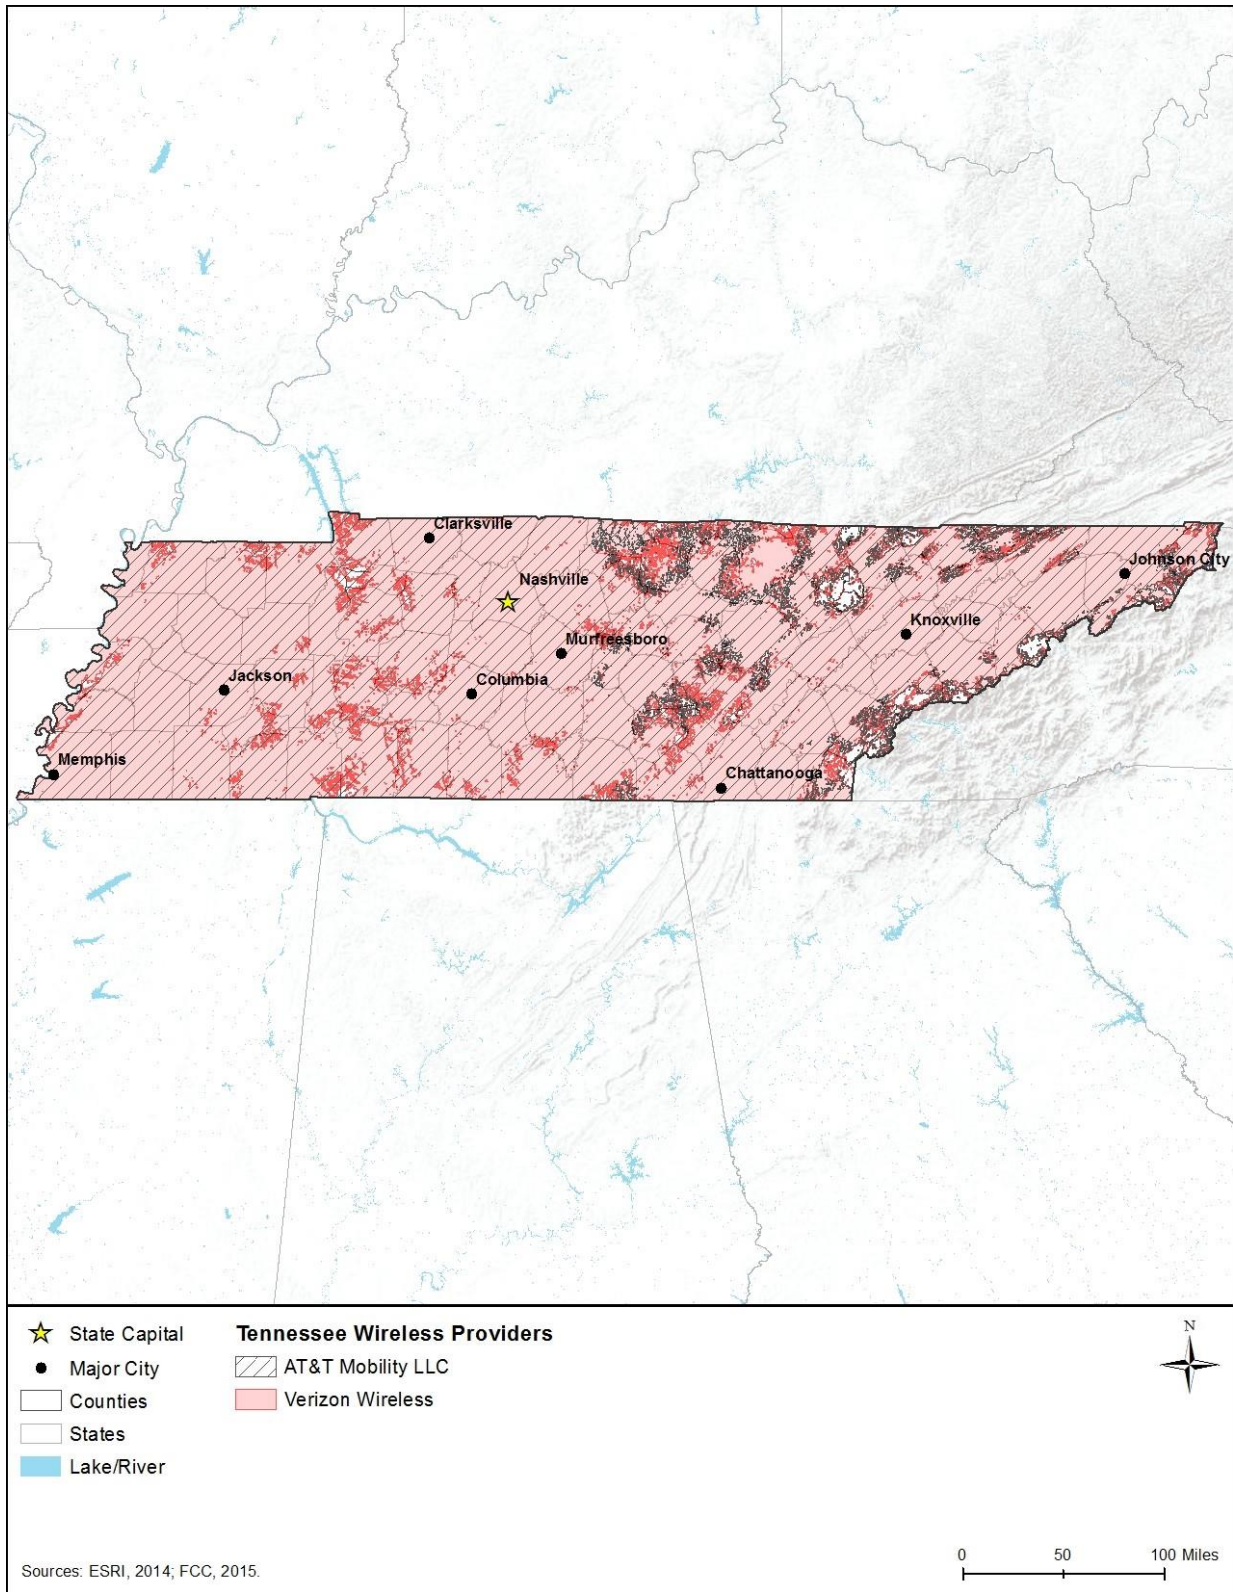 Clarksville
Nashville
Johnson City
Knoxville
Murfreesboro
Jackson
Columbia
Memphis
Chattanooga
State Capital
Major City
Counties
States
Lake/River
Tennessee Wireless Providers
AT&T Mobility LLC
Verizon Wireless
N
Sources: ESRI, 2014; FCC, 2015.
0 50 100 Miles